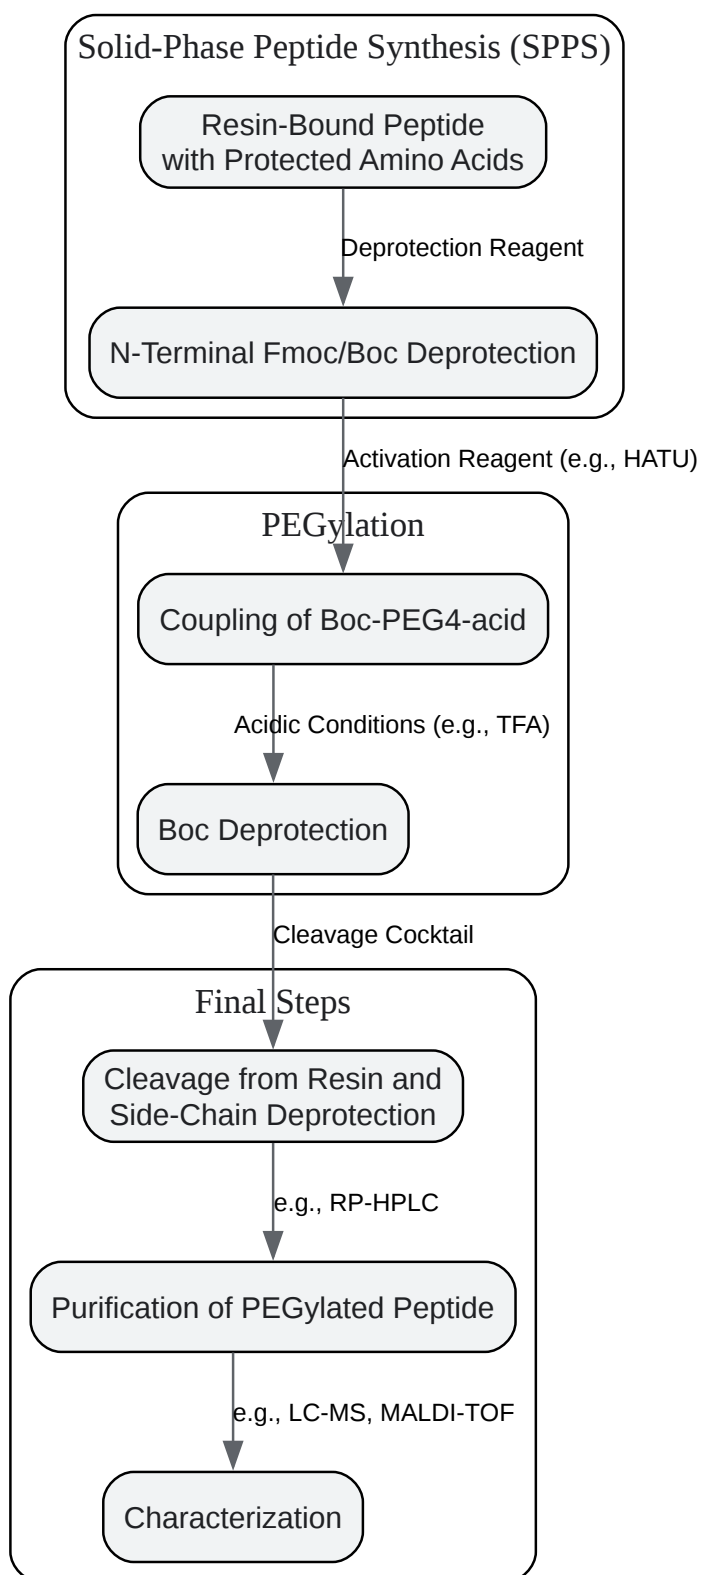 Solid-Phase Peptide Synthesis (SPPS)
Resin-Bound Peptide
with Protected Amino Acids
Deprotection Reagent
N-Terminal Fmoc/Boc Deprotection
Activation Reagent (e.g., HATU)
PEGylation
Coupling of Boc-PEG4-acid
Acidic Conditions (e.g., TFA)
Boc Deprotection
Cleavage Cocktail
Final Steps
Cleavage from Resin and
Side-Chain Deprotection
e.g., RP-HPLC
Purification of PEGylated Peptide
e.g., LC-MS, MALDI-TOF
Characterization